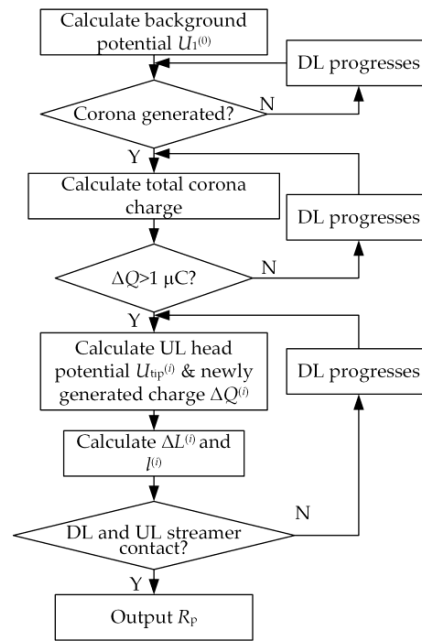 Calculate background
potential U₁⁽⁰⁾
DL progresses
Corona generated?
N
Y
Calculate total corona
charge
DL progresses
ΔQ>1 μC?
N
Y
Calculate UL head
potential Uₜᵢₚ⁽ⁱ⁾ & newly
generated charge ΔQ⁽ⁱ⁾
DL progresses
Calculate ΔL⁽ⁱ⁾ and
l⁽ⁱ⁾
N
DL and UL streamer
contact?
Y
Output Rₚ